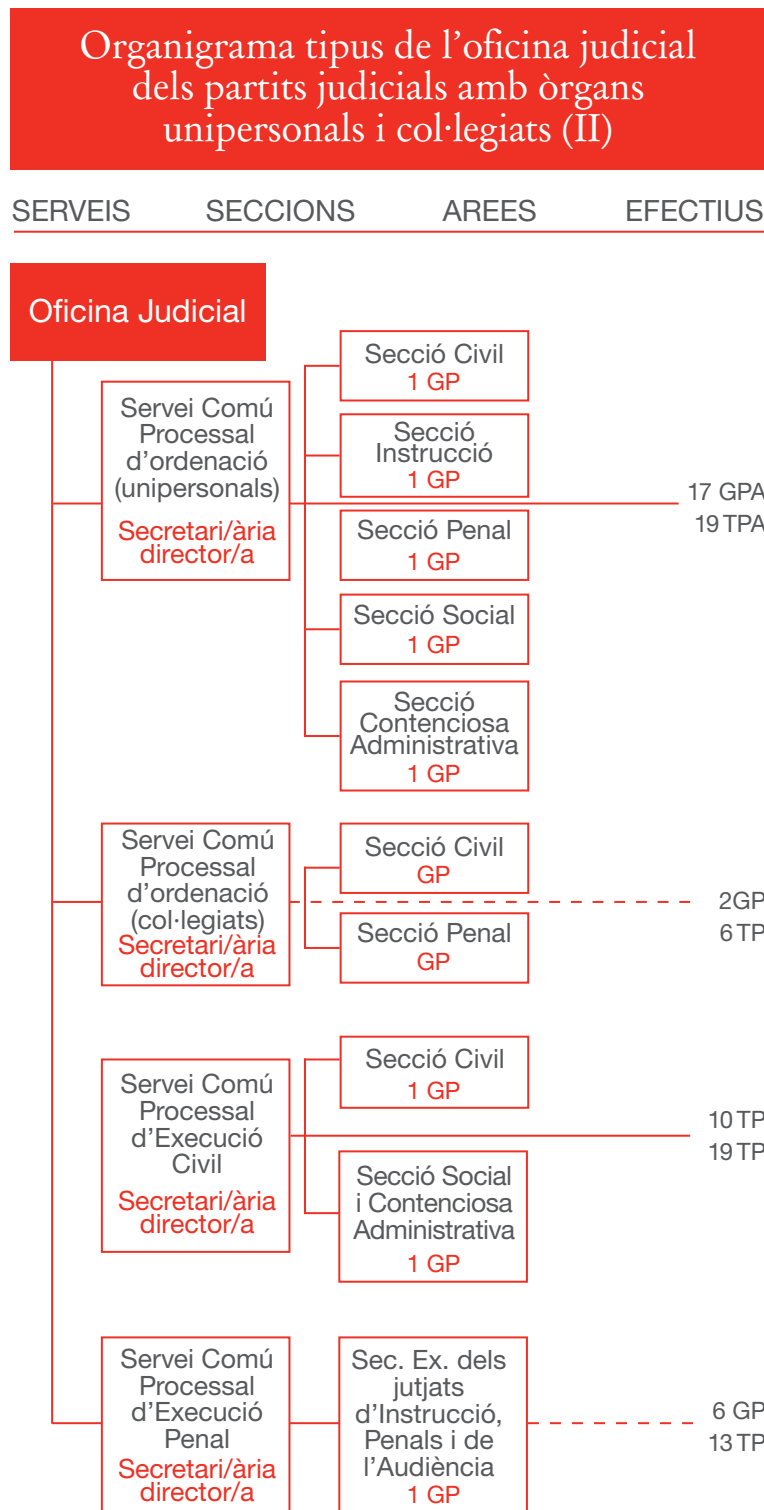 Organigrama tipus de l’oficina judicial
dels partits judicials amb òrgans
unipersonals i col·legiats (II)
SERVEIS SECCIONS AREES EFECTIUS
Oficina Judicial
Servei Comú
Processal
d’ordenació
(unipersonals)
Secretari/ària
director/a
Secció Civil
1 GP
Secció
Instrucció
1 GP
Secció Penal
1 GP
Secció Social
1 GP
Secció
Contenciosa
Administrativa
1 GP
17 GPA
19 TPA
Servei Comú
Processal
d’ordenació
(col·legiats)
Secretari/ària
director/a
Secció Civil
GP
Secció Penal
GP
2GP
6 TP
Servei Comú
Processal
d’Execució
Civil
Secretari/ària
director/a
Secció Civil
1 GP
Secció Social
i Contenciosa
Administrativa
1 GP
10 TP
19 TP
Servei Comú
Processal
d’Execució
Penal
Secretari/ària
director/a
Sec. Ex. dels
jutjats
d’Instrucció,
Penals i de
l’Audiència
1 GP
6 GP
13 TP